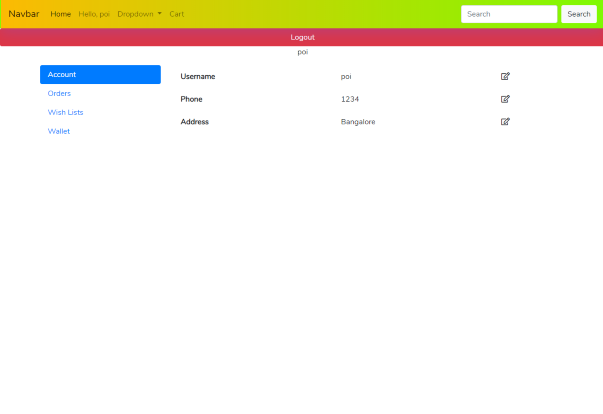 Navbar Home Hello, poi Dropdown Cart Search Search
Logout
poi
Account
Username poi
Orders
Phone 1234
Wish Lists
Address Bangalore
Wallet